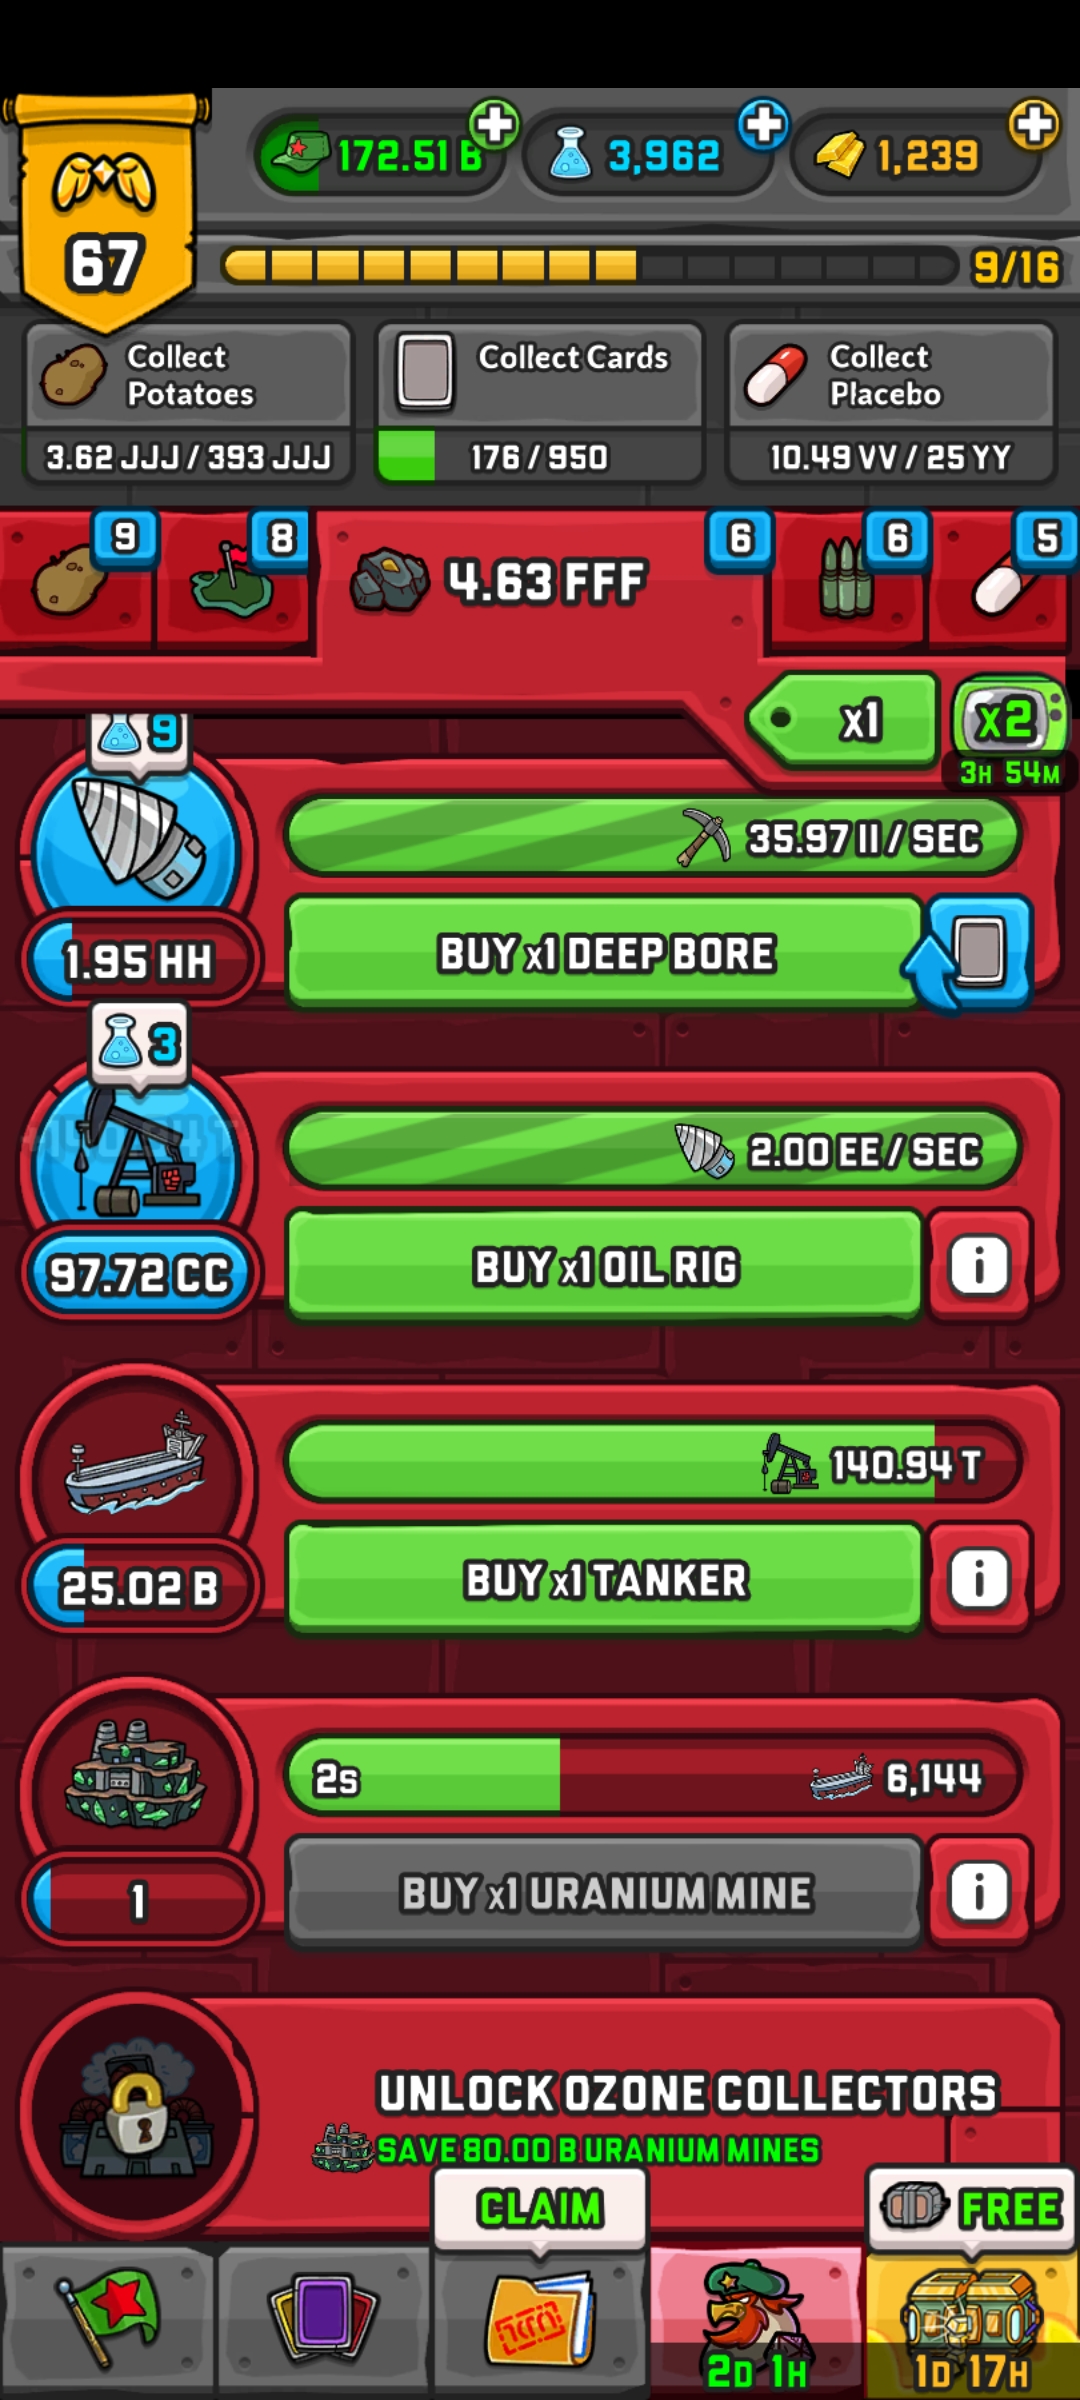 67
172.51 B
3,962
1,239
9/16
Collect
Potatoes
3.62 JJJ / 393 JJJ
Collect Cards
176 / 950
Collect
Placebo
10.49 VV / 25 YY
9
8
4.63 FFF
6
6
5
x1
x2
3H 54M
9
35.97 II / SEC
1.95 HH
BUY x1 DEEP BORE
3
+140.94 T
2.00 EE / SEC
97.72 CC
BUY x1 OIL RIG
i
140.94 T
25.02 B
BUY x1 TANKER
i
2s
6,144
1
BUY x1 URANIUM MINE
i
UNLOCK OZONE COLLECTORS
SAVE 80.00 B URANIUM MINES
CLAIM
FREE
2D 1H
1D 17H